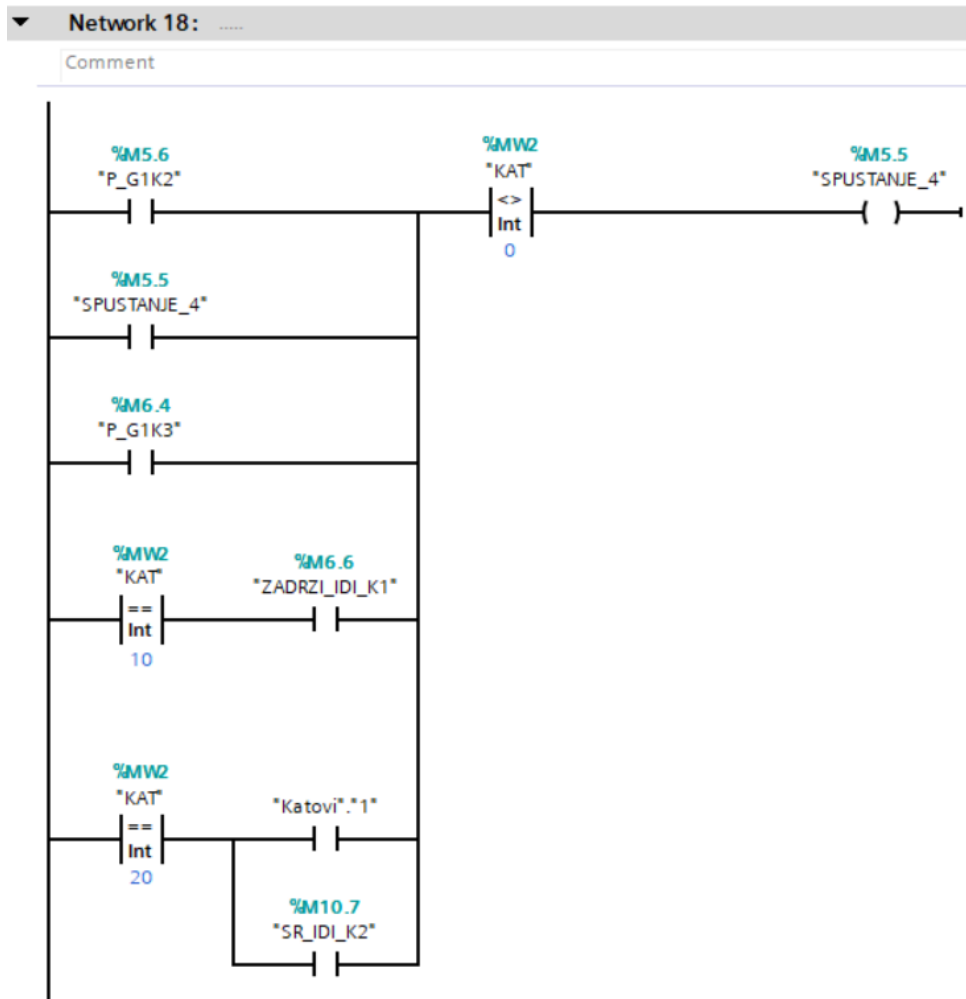 Network 18: .....
Comment
%M5.6
"P_G1K2"
%MW2
"KAT"
<>
Int
0
%M5.5
"SPUSTANJE_4"
%M5.5
"SPUSTANJE_4"
%M6.4
"P_G1K3"
%MW2
"KAT"
==
Int
10
%M6.6
"ZADRZI_IDI_K1"
%MW2
"KAT"
==
Int
20
"Katovi"."1"
%M10.7
"SR_IDI_K2"